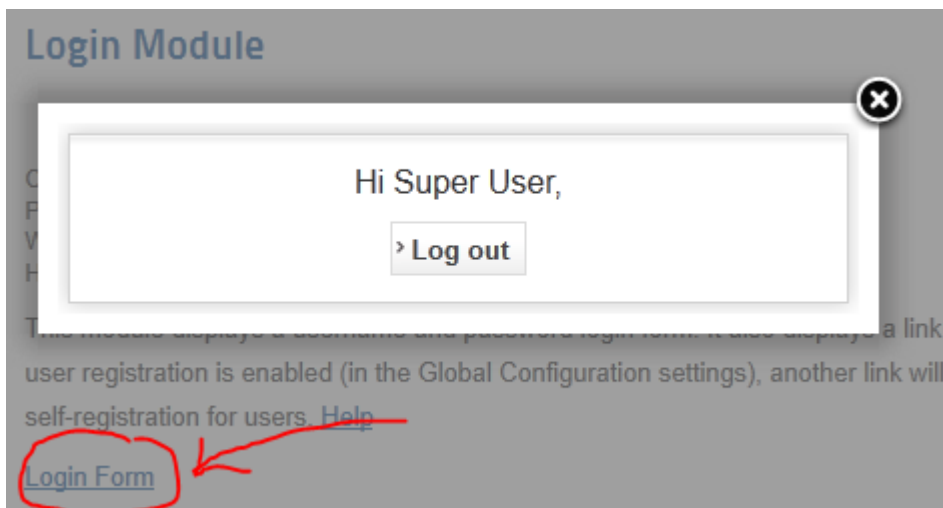 Login Module
Hi Super User,
Log out
This module displays a username and password login form. It also displays a link
user registration is enabled (in the Global Configuration settings), another link will
self-registration for users. Help
Login Form